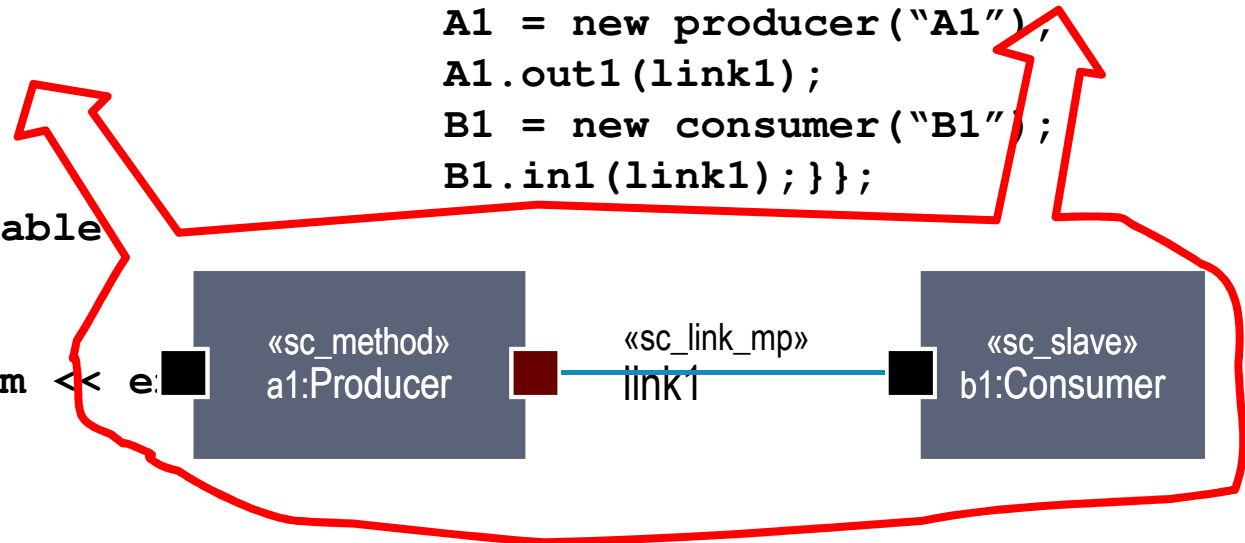 A1 = new producer(“A1”);
A1.out1(link1);
B1 = new consumer(“B1”);
B1.in1(link1);}};
able
m << e
«sc_method»
a1:Producer
«sc_link_mp»
link1
«sc_slave»
b1:Consumer